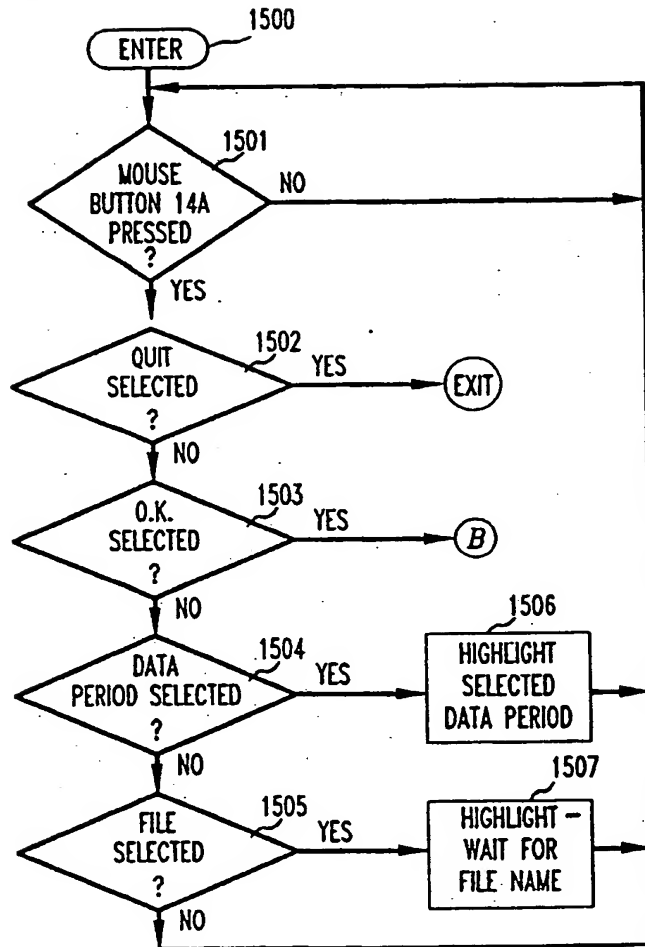 1500
ENTER
1501
MOUSE
BUTTON 14A
PRESSED
?
NO
YES
1502
QUIT
SELECTED
?
YES
EXIT
NO
1503
O.K.
SELECTED
?
YES
B
NO
1504
DATA
PERIOD SELECTED
?
YES
1506
HIGHLIGHT
SELECTED
DATA PERIOD
NO
1505
FILE
SELECTED
?
YES
1507
HIGHLIGHT –
WAIT FOR
FILE NAME
NO